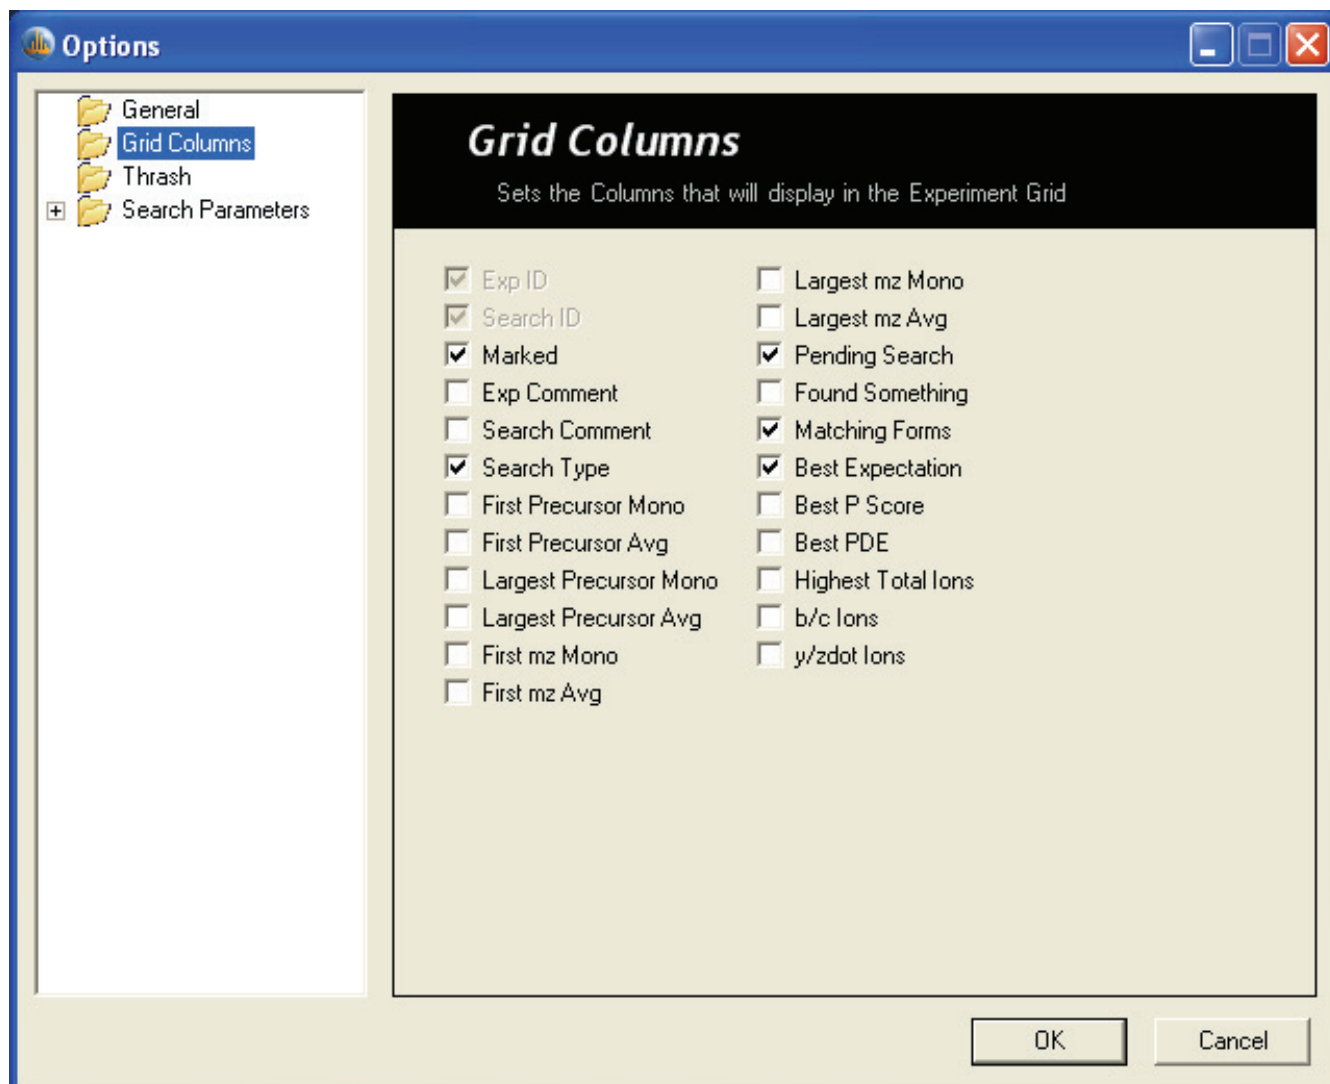 Options
General
Grid Columns
Thrash
Search Parameters
Grid Columns
Sets the Columns that will display in the Experiment Grid
Exp ID
Search ID
Marked
Exp Comment
Search Comment
Search Type
First Precursor Mono
First Precursor Avg
Largest Precursor Mono
Largest Precursor Avg
First mz Mono
First mz Avg
Largest mz Mono
Largest mz Avg
Pending Search
Found Something
Matching Forms
Best Expectation
Best P Score
Best PDE
Highest Total Ions
b/c Ions
y/zdot Ions
OK
Cancel